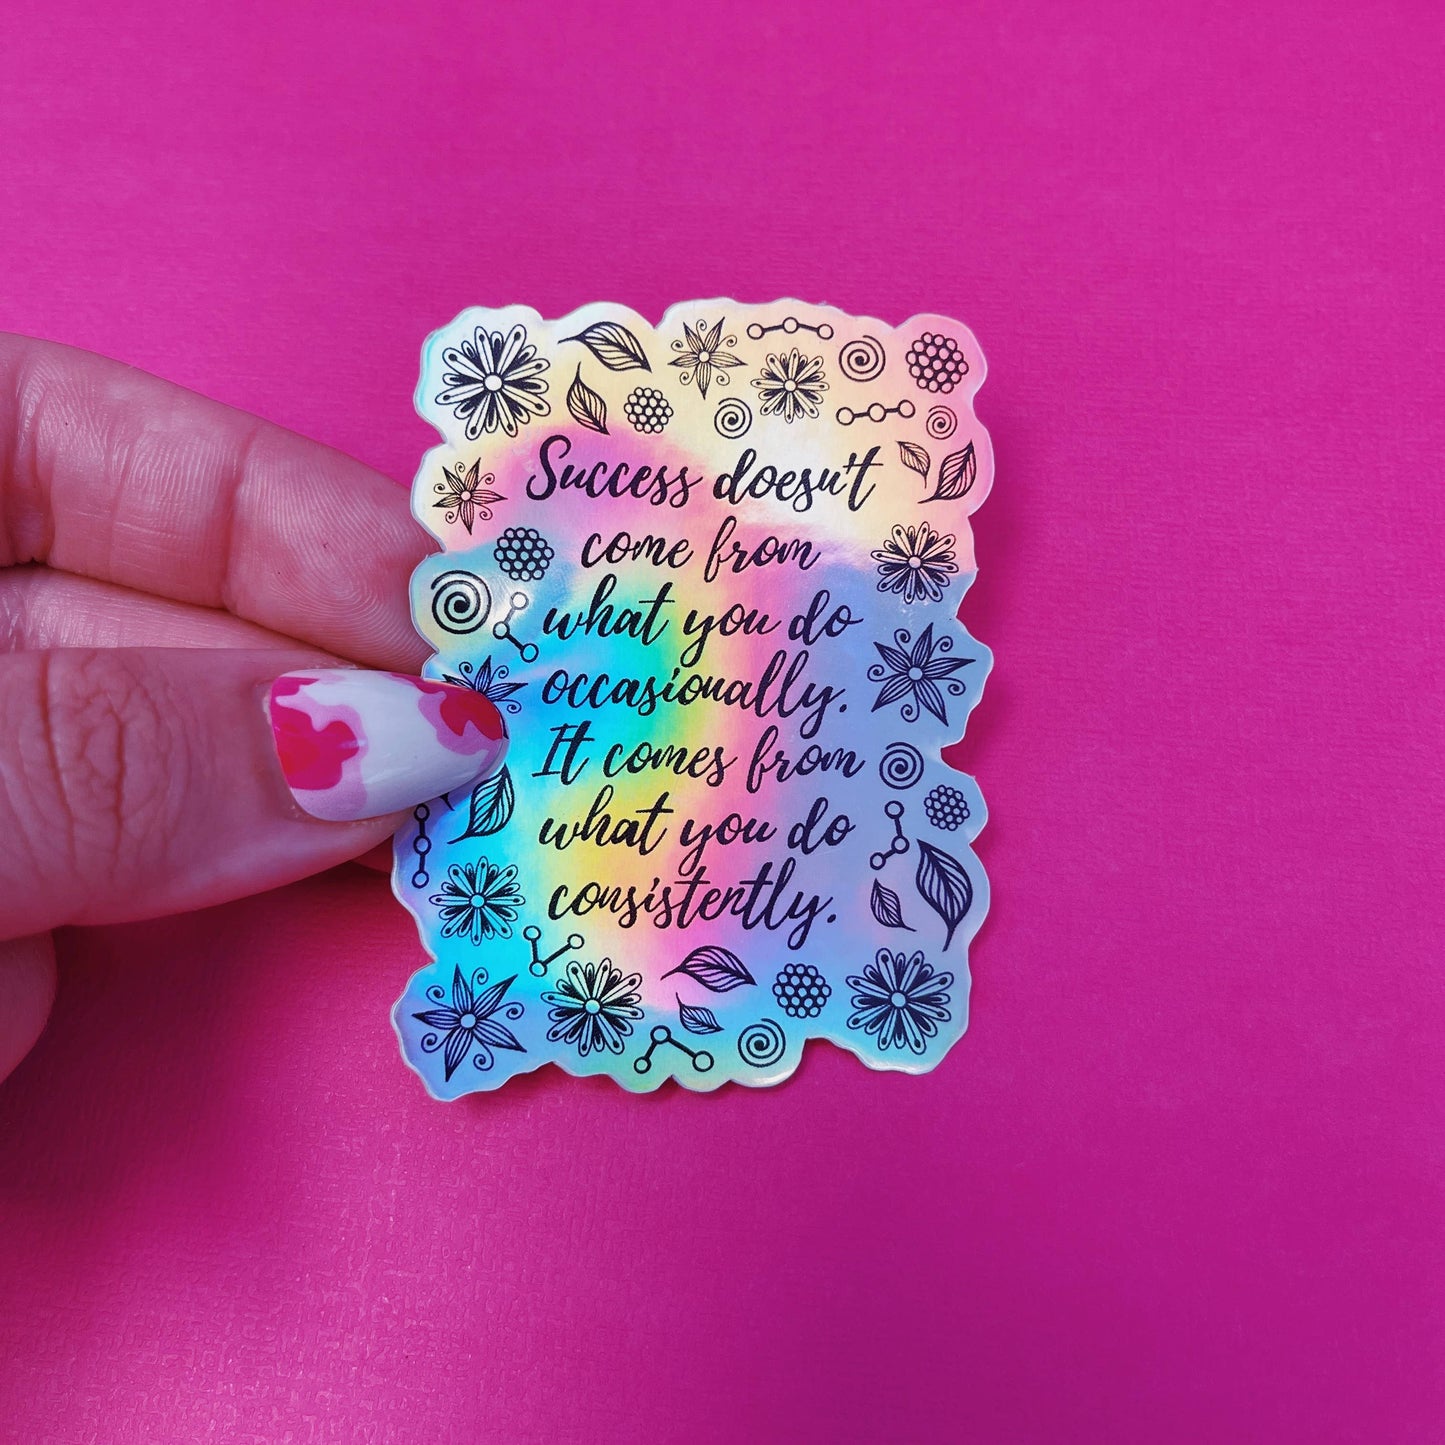 Success doesn't
come from
what you do
occasionally.
It comes from
what you do
consistently.